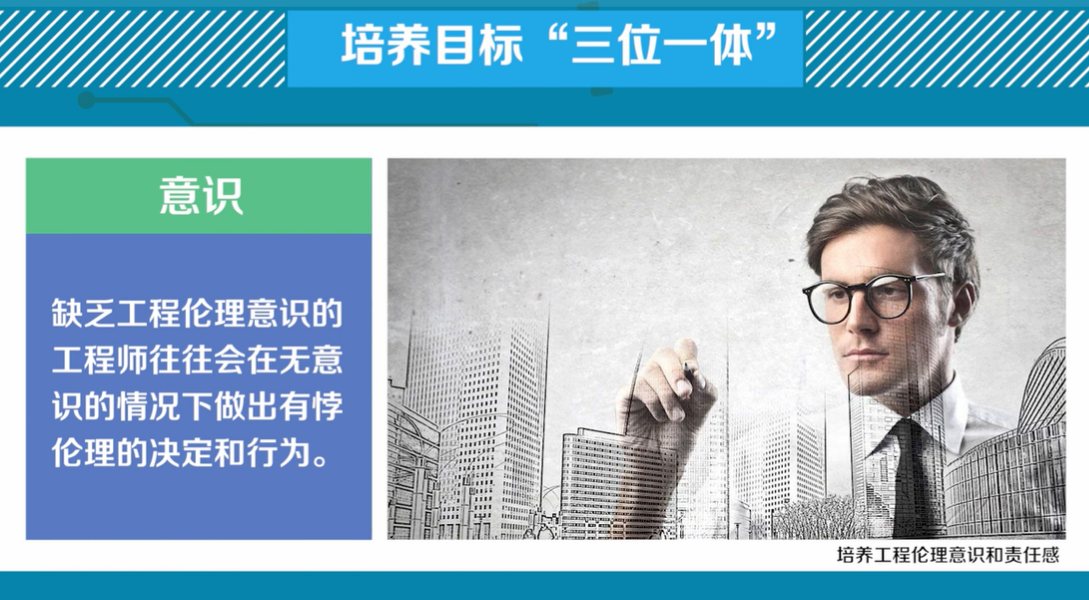 培养目标“三位一体”
意识
缺乏工程伦理意识的
工程师往往会在无意
识的情况下做出有悖
伦理的决定和行为。
培养工程伦理意识和责任感